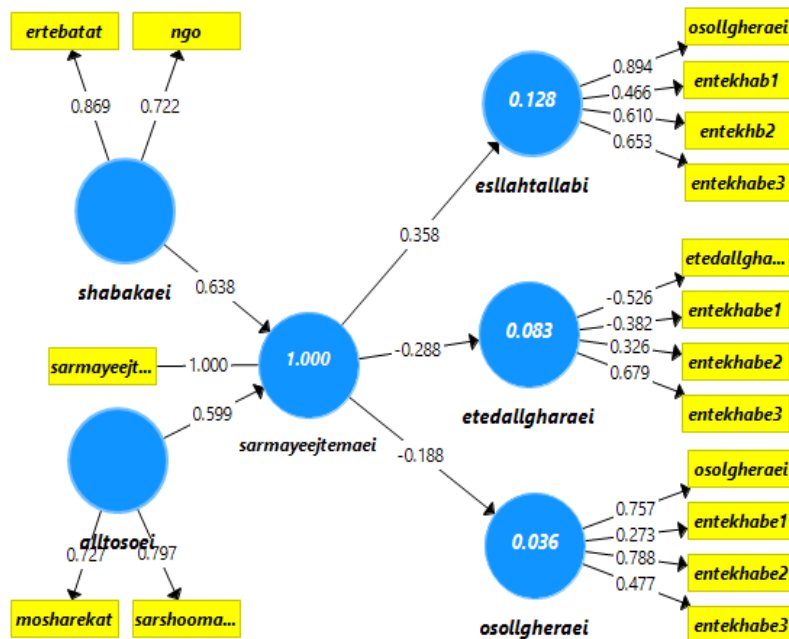 ertebatat
ngo
0.869
0.722
shabakaei
0.638
sarmayeejt...
1.000
0.599
1.000
sarmayeejtemaei
0.727
0.797
mosharekat
sarshooma...
0.358
-0.288
-0.188
0.128
esllahtallabi
0.894
0.466
0.610
0.653
osollgheraei
entekhab1
entekhb2
entekhabe3
0.083
etedallgharaei
-0.526
-0.382
0.326
0.679
etedallgha...
entekhabe1
entekhabe2
entekhabe3
0.036
osollgheraei
0.757
0.273
0.788
0.477
osolgheraei
entekhabe1
entekhabe2
entekhabe3